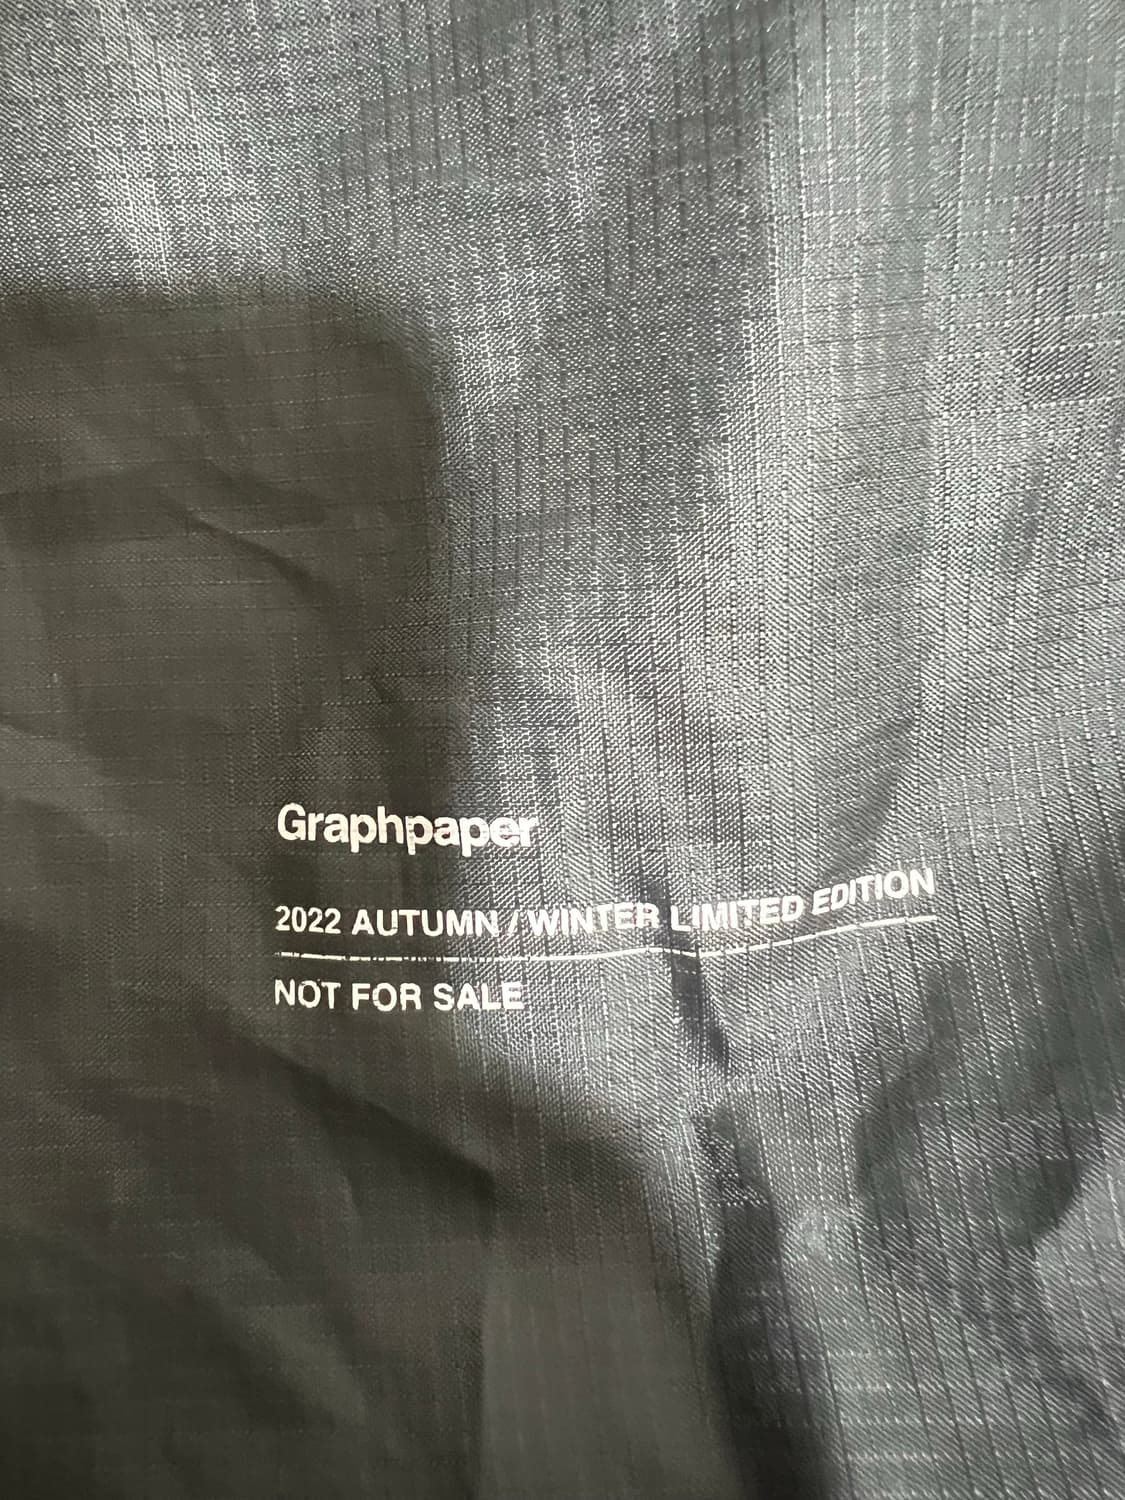 Graphpaper
2022 AUTUMN / WINTER LIMITED EDITION
NOT FOR SALE